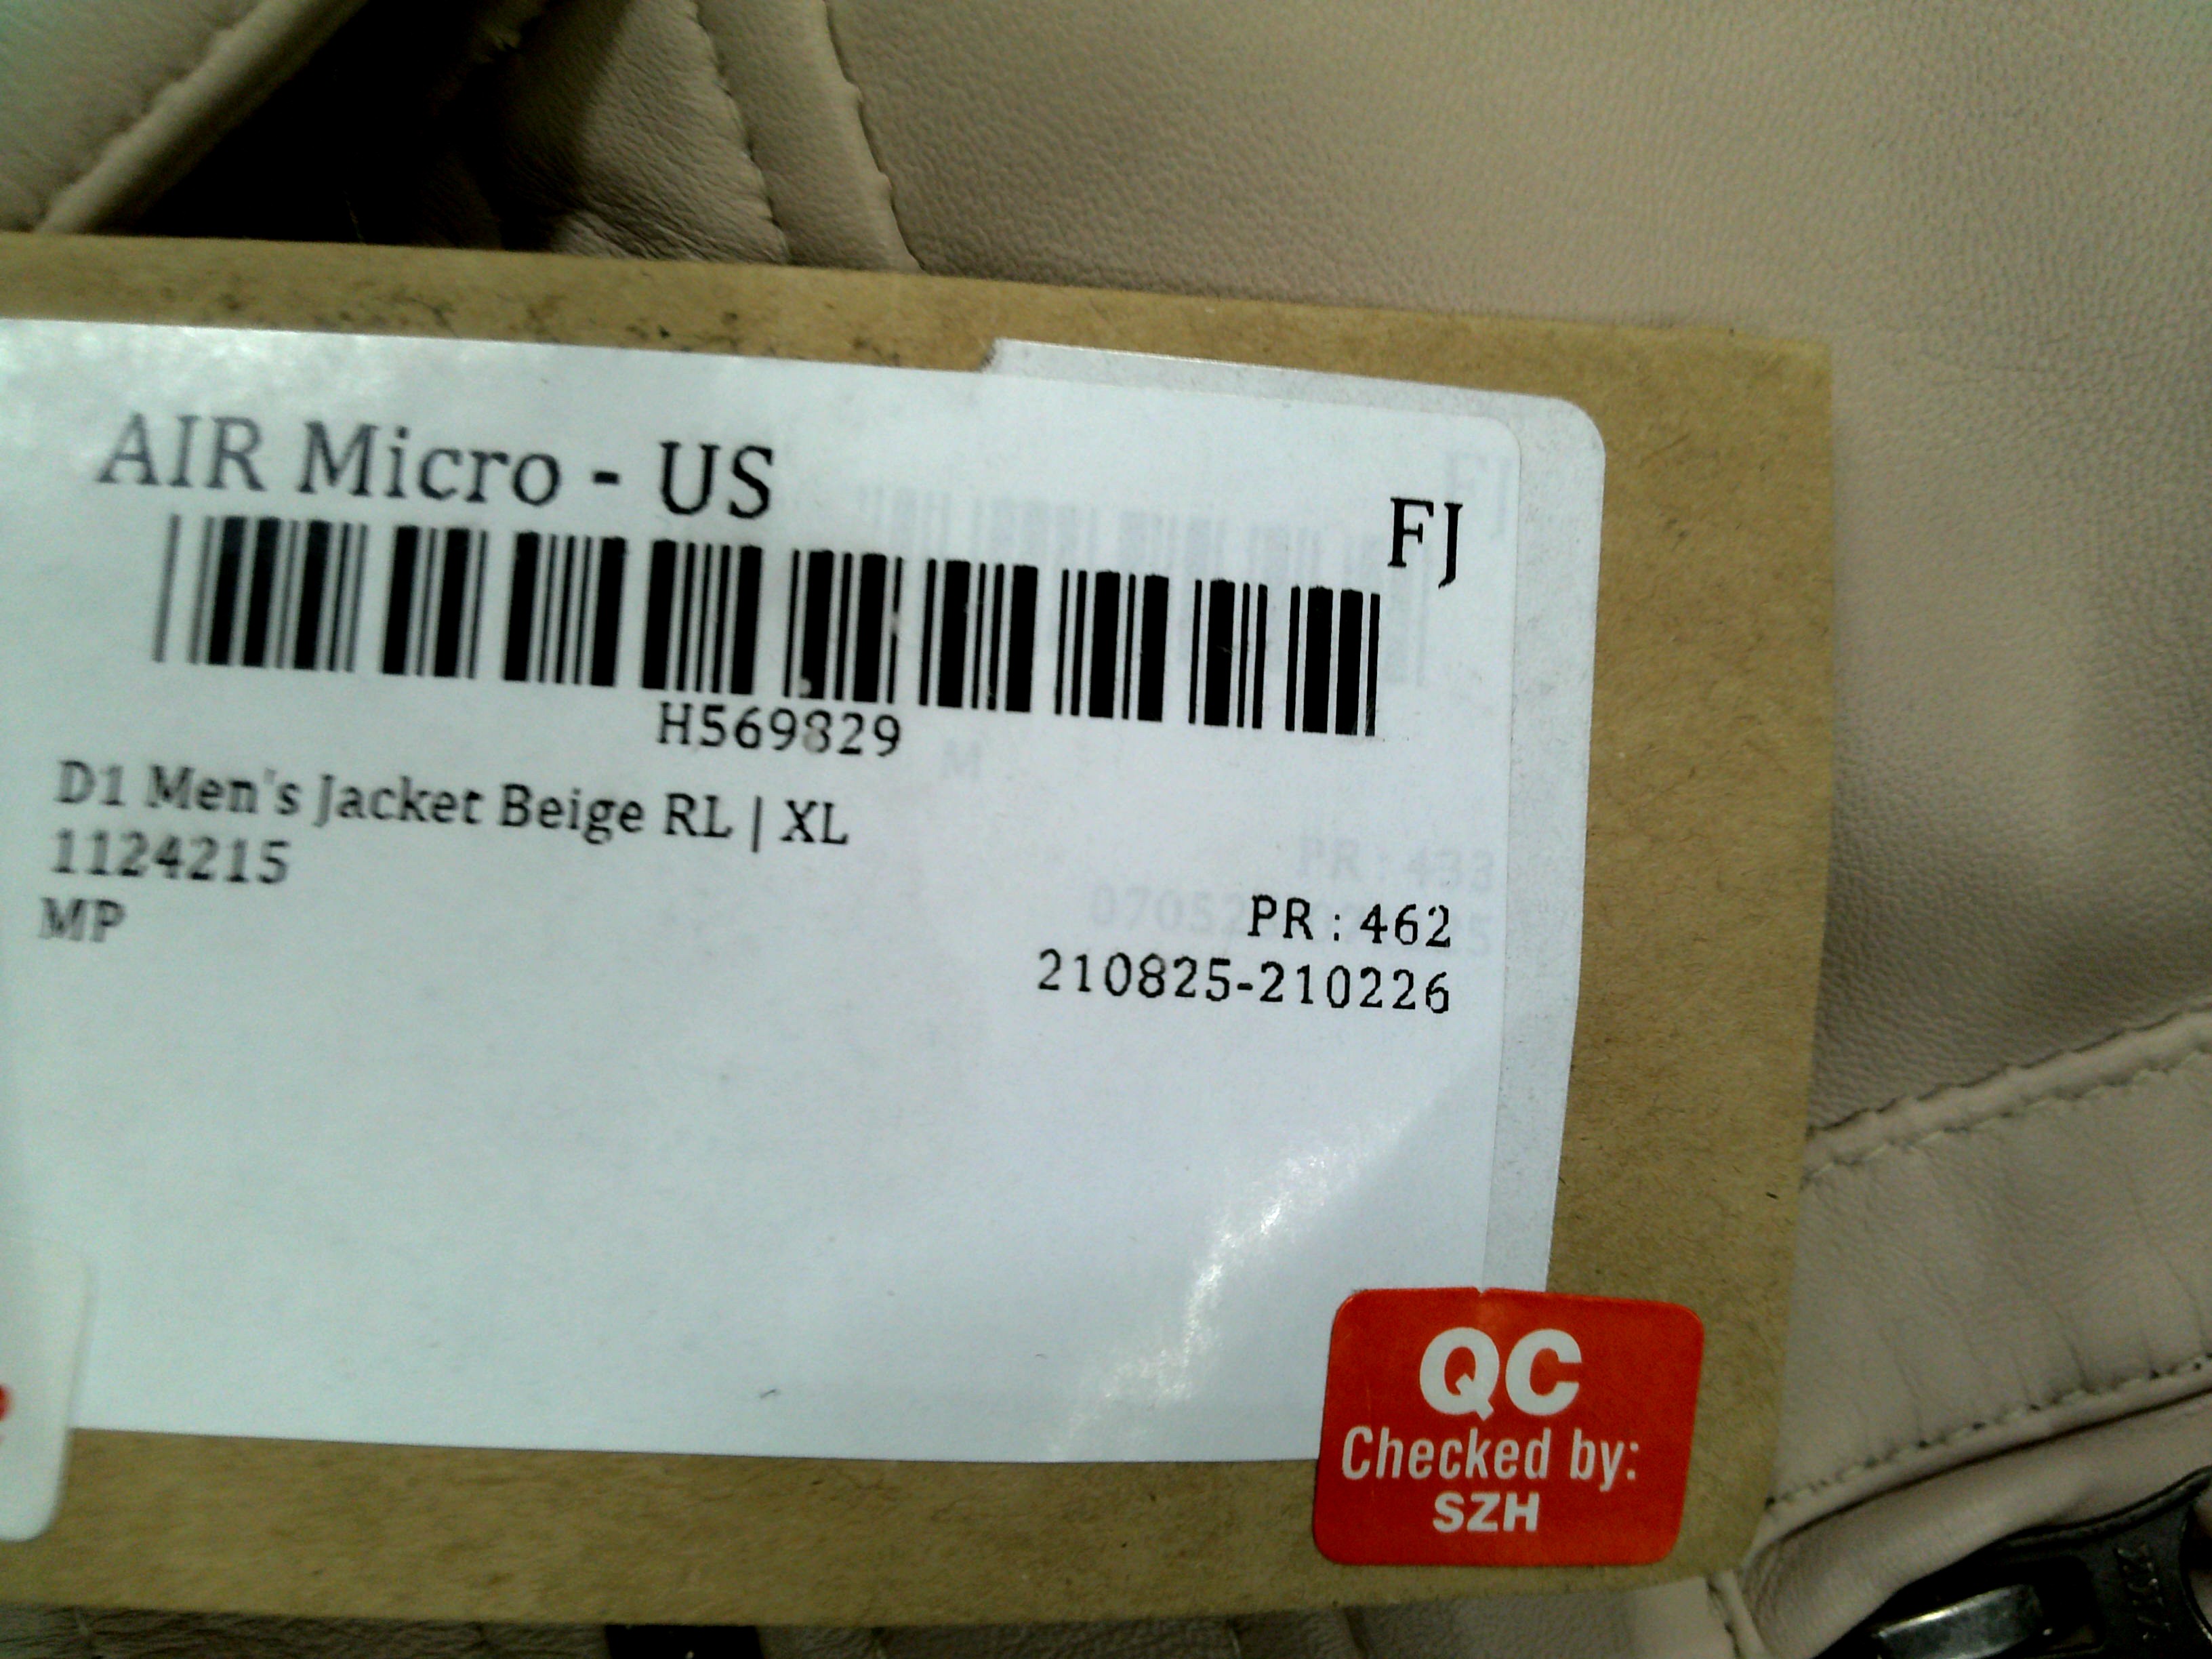 AIR Micro - US
FJ
H569829
D1 Men's Jacket Beige RL | XL
1124215
MP
PR : 462
210825-210226
QC
Checked by:
SZH